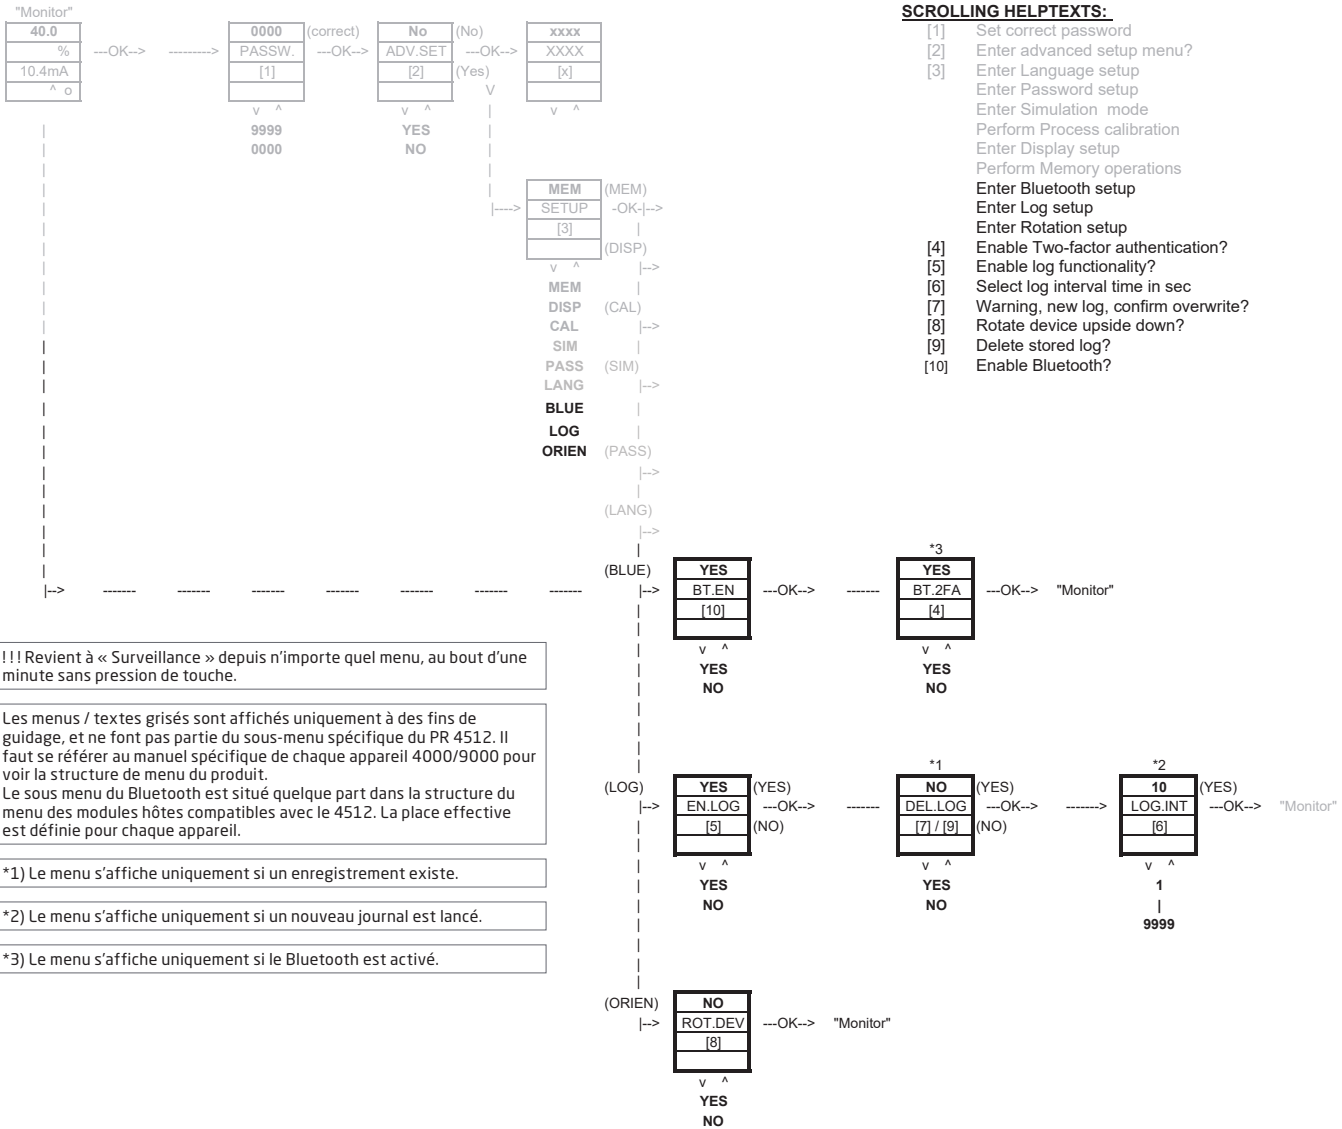 "Monitor"
40.0
%
10.4mA
^ o
---OK-->
--------->
0000 (correct)
PASSW. ---OK-->
[1]
v ^
9999
0000
No (No)
ADV.SET ---OK-->
[2] (Yes)
V
v ^
YES
NO
xxxx
XXXX
[x]
v ^
MEM (MEM)
|----> SETUP -OK-|-->
[3]
(DISP)
v ^ |-->
MEM
DISP (CAL)
CAL |-->
SIM
PASS (SIM)
LANG |-->
BLUE
LOG
ORIEN (PASS)
|-->
(LANG)
|-->
SCROLLING HELPTEXTS:
[1] Set correct password
[2] Enter advanced setup menu?
[3] Enter Language setup
Enter Password setup
Enter Simulation mode
Perform Process calibration
Enter Display setup
Perform Memory operations
Enter Bluetooth setup
Enter Log setup
Enter Rotation setup
[4] Enable Two-factor authentication?
[5] Enable log functionality?
[6] Select log interval time in sec
[7] Warning, new log, confirm overwrite?
[8] Rotate device upside down?
[9] Delete stored log?
[10] Enable Bluetooth?
*3
(BLUE) YES YES
|--> ------- ------- ------- ------- ------- ------- ------- |--> BT.EN ---OK--> ------- BT.2FA ---OK--> "Monitor"
[10] [4]
v ^ v ^
YES YES
NO NO
!!! Revient à « Surveillance » depuis n'importe quel menu, au bout d'une
minute sans pression de touche.
Les menus / textes grisés sont affichés uniquement à des fins de
guidage, et ne font pas partie du sous-menu spécifique du PR 4512. Il
faut se référer au manuel spécifique de chaque appareil 4000/9000 pour
voir la structure de menu du produit.
Le sous menu du Bluetooth est situé quelque part dans la structure du
menu des modules hôtes compatibles avec le 4512. La place effective
est définie pour chaque appareil.
*1) Le menu s'affiche uniquement si un enregistrement existe.
*2) Le menu s'affiche uniquement si un nouveau journal est lancé.
*3) Le menu s'affiche uniquement si le Bluetooth est activé.
*1 *2
(LOG) YES (YES) NO (YES) 10 (YES)
|--> EN.LOG ---OK--> ------- DEL.LOG ---OK--> -------> LOG.INT ---OK--> "Monitor"
[5] (NO) [7] / [9] (NO) [6]
v ^ v ^ v ^
YES YES 1
NO NO |
9999
(ORIEN) NO
|--> ROT.DEV ---OK--> "Monitor"
[8]
v ^
YES
NO